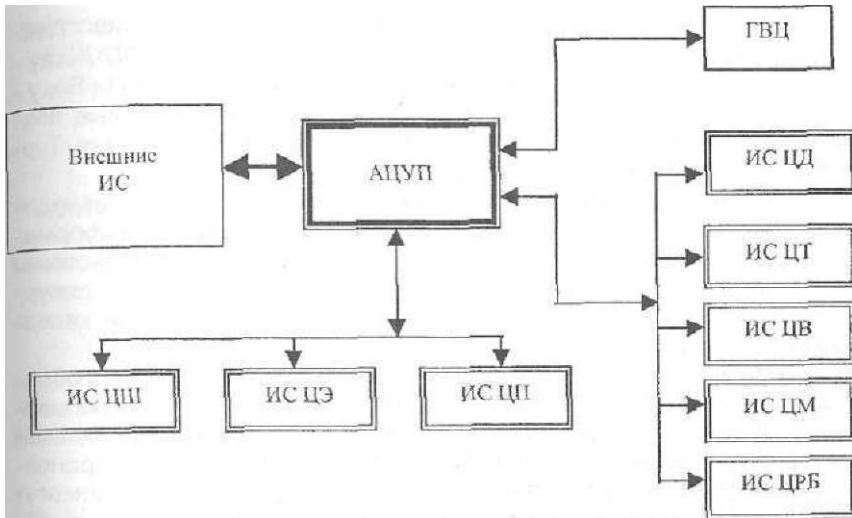 ГВЦ
Внсшнис
ИС
АЦУП
ИС ЦД
ИС ЦТ
ИС ЦВ
ИС ЦМ
ИС ЦРБ
ИС ЦШ
ИС ЦЭ
ИС ЦП